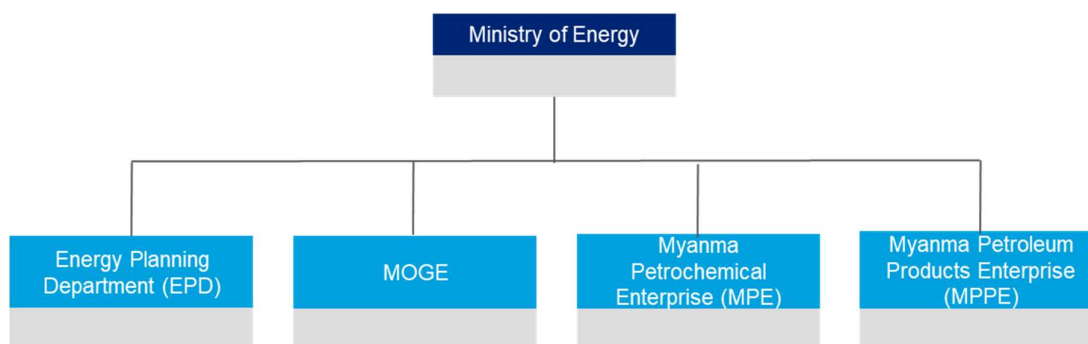 Ministry of Energy
Energy Planning
Department (EPD)
MOGE
Myanma
Petrochemical
Enterprise (MPE)
Myanma Petroleum
Products Enterprise
(MPPE)